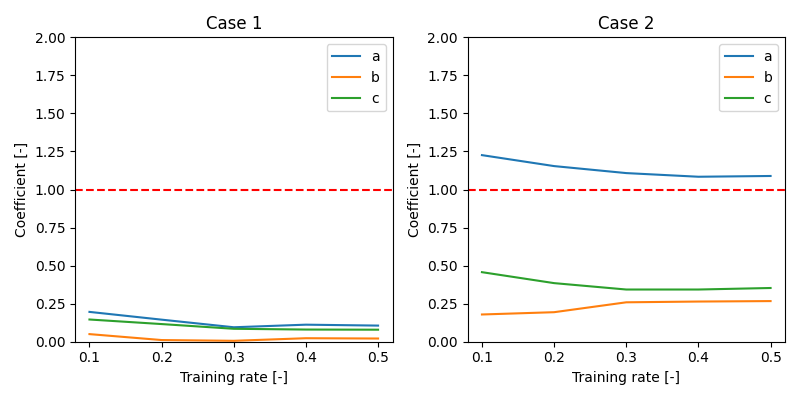 Case 1
Coefficient [-]
2.00
1.75
1.50
1.25
1.00
0.75
0.50
0.25
0.00
a
b
c
0.1 0.2 0.3 0.4 0.5
Training rate [-]
Case 2
Coefficient [-]
2.00
1.75
1.50
1.25
1.00
0.75
0.50
0.25
0.00
a
b
c
0.1 0.2 0.3 0.4 0.5
Training rate [-]